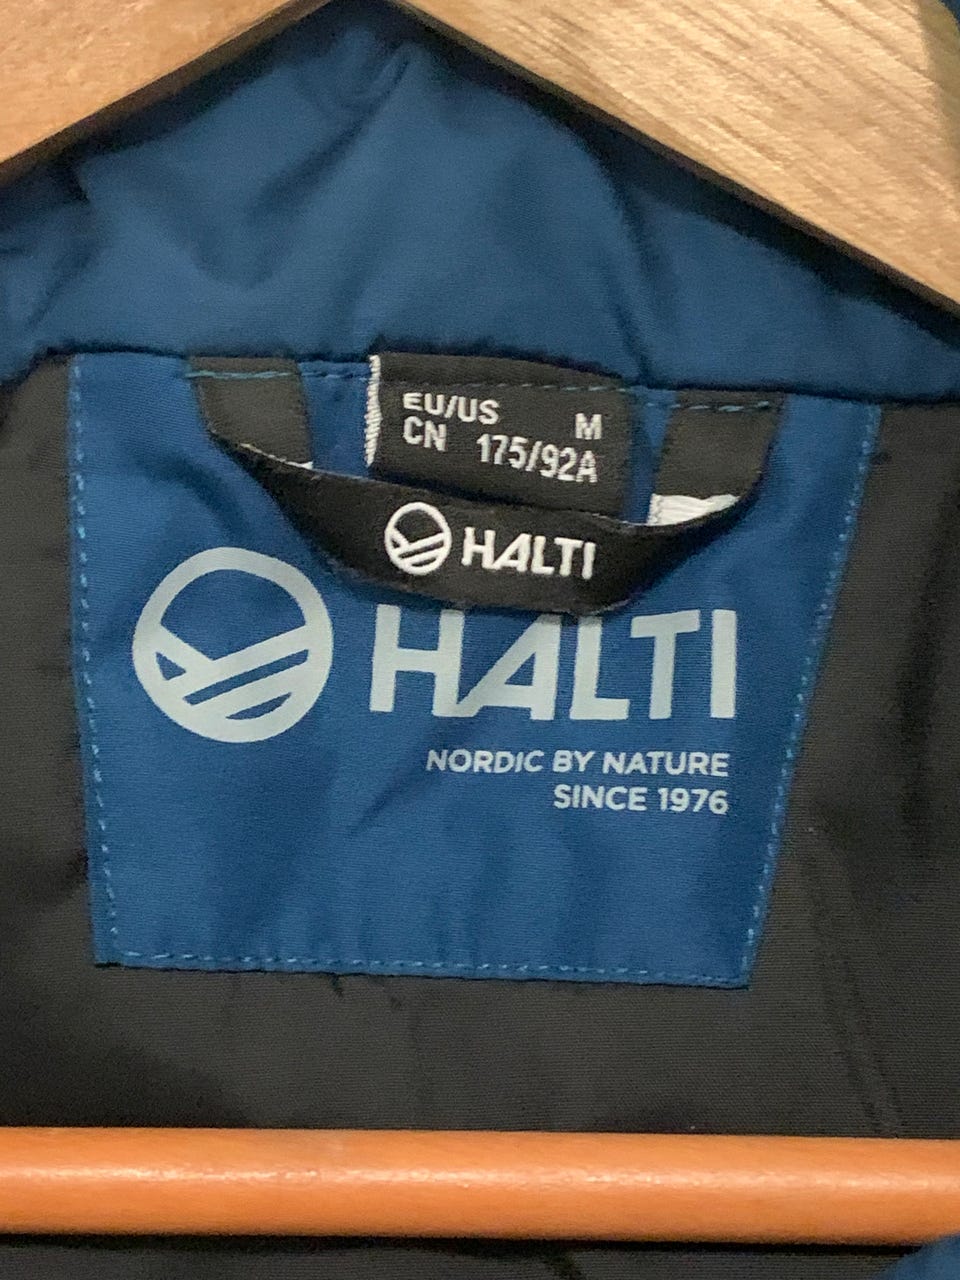 EU/US M
CN 175/92A
HALTI
HALTI
NORDIC BY NATURE
SINCE 1976